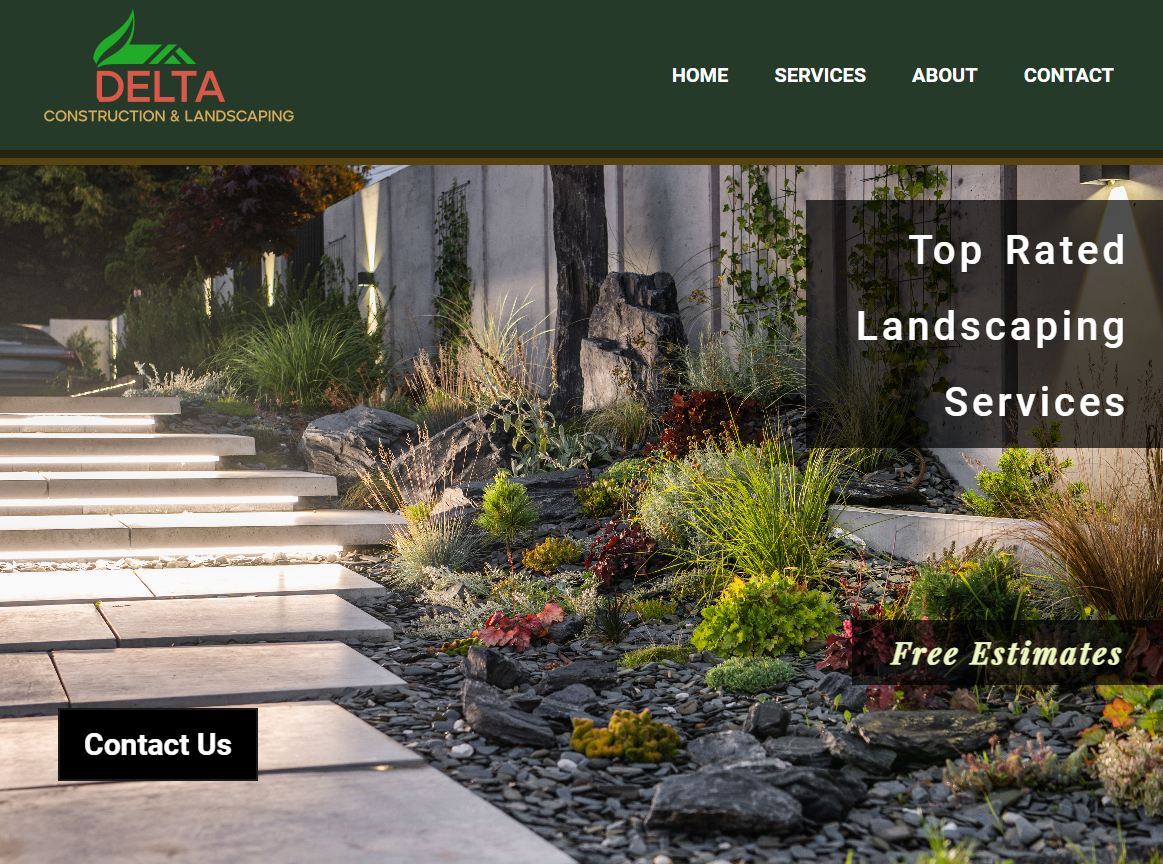 DELTA
CONSTRUCTION & LANDSCAPING
HOME SERVICES ABOUT CONTACT
Top Rated
Landscaping
Services
Free Estimates
Contact Us